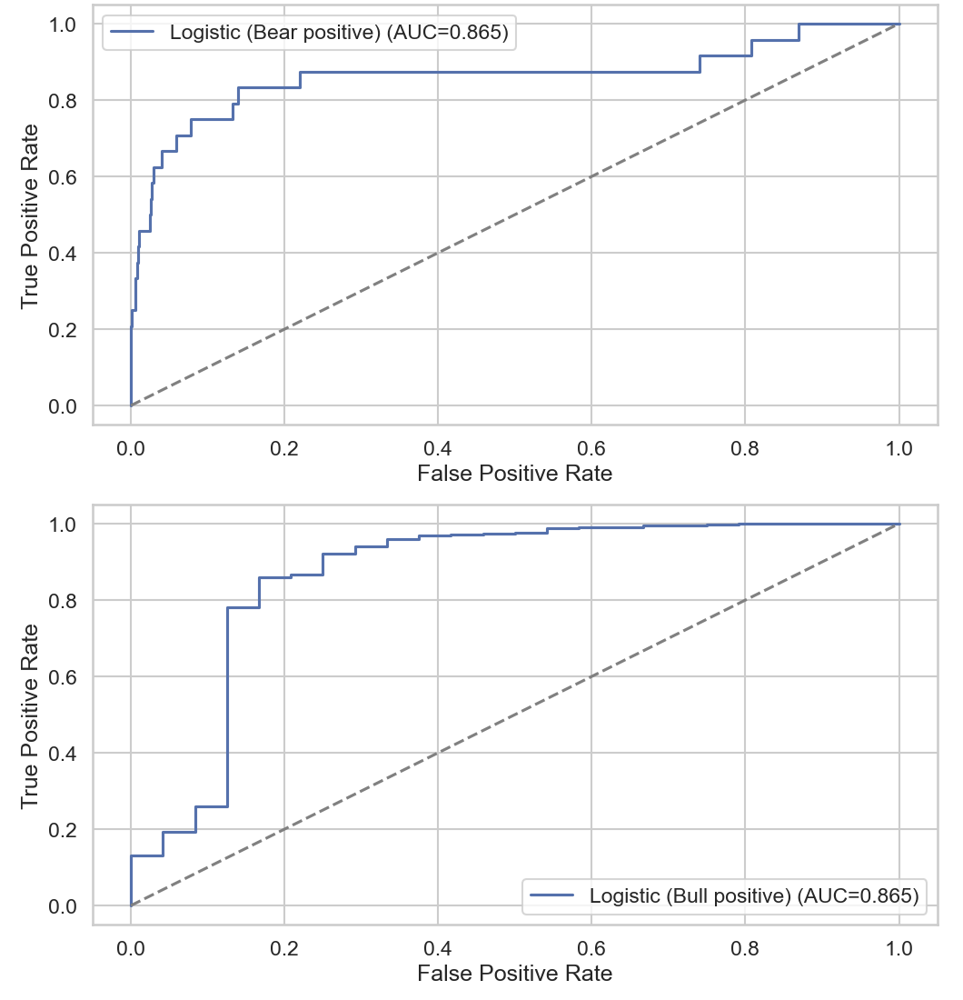 1.0
Logistic (Bear positive) (AUC=0.865)
0.8
0.6
0.4
0.2
0.0
True Positive Rate
0.0 0.2 0.4 0.6 0.8 1.0
False Positive Rate
1.0
0.8
0.6
0.4
0.2
0.0
True Positive Rate
Logistic (Bull positive) (AUC=0.865)
0.0 0.2 0.4 0.6 0.8 1.0
False Positive Rate